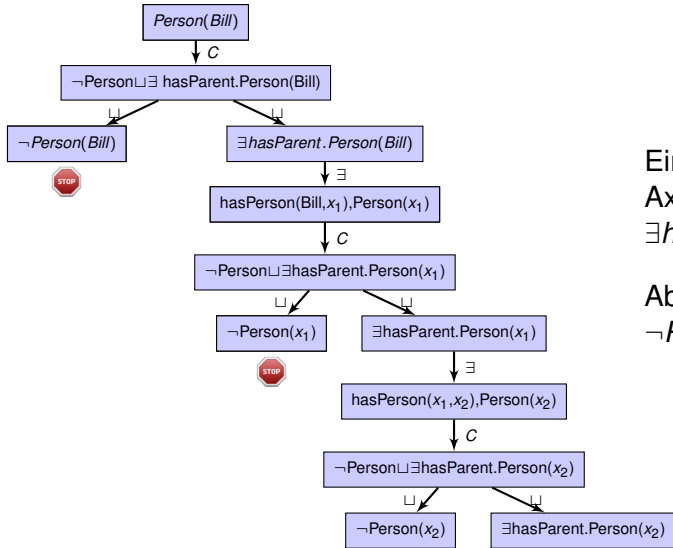 Person(Bill)
C
¬Person⊔∃ hasParent.Person(Bill)
⊔ ⊔
¬Person(Bill) ∃hasParent.Person(Bill)
STOP
∃
hasPerson(Bill,x₁),Person(x₁)
C
¬Person⊔∃hasParent.Person(x₁)
⊔ ⊔
¬Person(x₁) ∃hasParent.Person(x₁)
STOP
∃
hasPerson(x₁,x₂),Person(x₂)
C
¬Person⊔∃hasParent.Person(x₂)
⊔ ⊔
¬Person(x₂) ∃hasParent.Person(x₂)
Ein
Ax
∃h
Ab